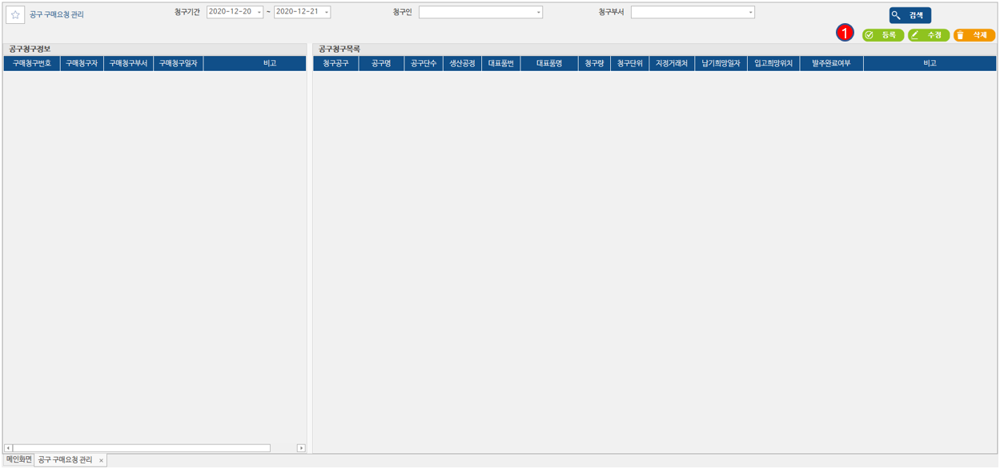 공구 구매요청 관리 청구기간 2020-12-20 ~ 2020-12-21 청구인 청구부서 검색
1 등록 수정 삭제
공구청구정보 공구청구목록
구매청구번호 구매청구자 구매청구부서 구매청구일자 비고 청구공구 공구명 공구단수 생산공정 대표품번 대표품명 청구량 청구단위 지정거래처 납기희망일자 입고희망위치 발주완료여부 비고
메인화면 공구 구매요청 관리 ×